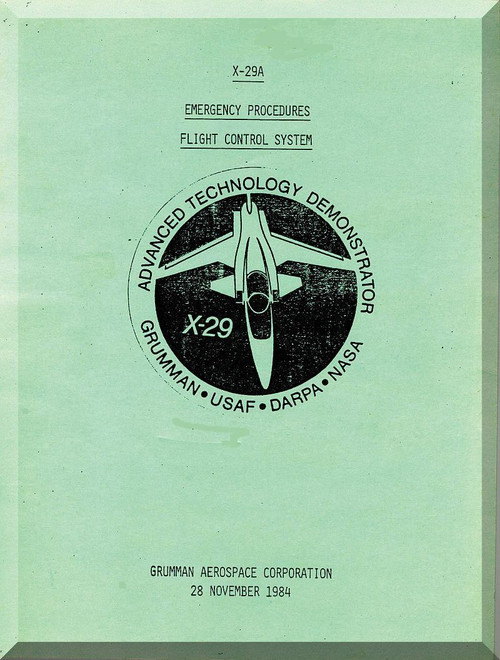 X-29A
EMERGENCY PROCEDURES
FLIGHT CONTROL SYSTEM
ADVANCED TECHNOLOGY DEMONSTRATOR
X-29
GRUMMAN • USAF • DARPA • NASA
GRUMMAN AEROSPACE CORPORATION
28 NOVEMBER 1984